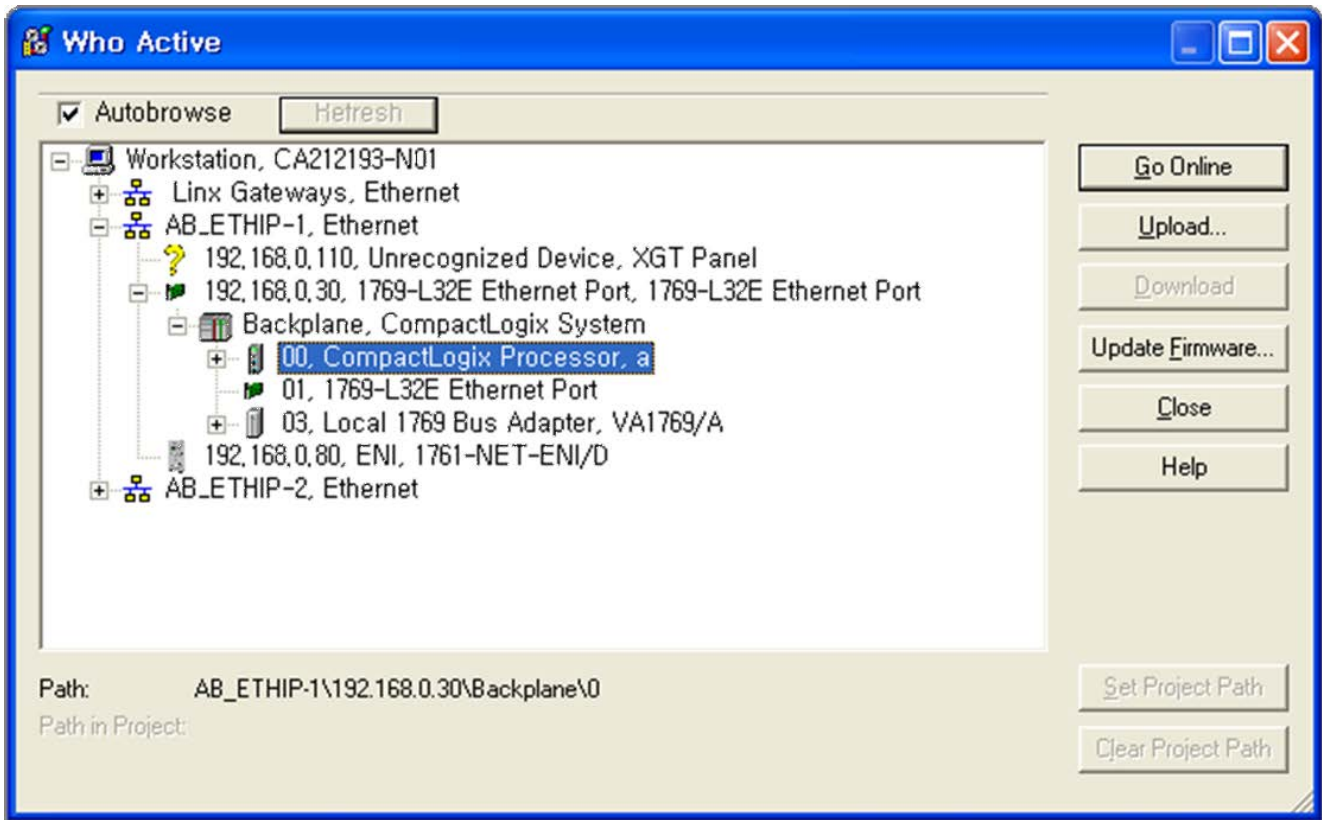 Who Active
Autobrowse Refresh
Workstation, CA212193-N01
Linx Gateways, Ethernet
AB_ETHIP-1, Ethernet
192,168,0,110, Unrecognized Device, XGT Panel
192,168,0,30, 1769-L32E Ethernet Port, 1769-L32E Ethernet Port
Backplane, CompactLogix System
00, CompactLogix Processor, a
01, 1769-L32E Ethernet Port
03, Local 1769 Bus Adapter, VA1769/A
192,168,0,80, ENI, 1761-NET-ENI/D
AB_ETHIP-2, Ethernet
Go Online
Upload...
Download
Update Firmware...
Close
Help
Path: AB_ETHIP-1\192.168.0.30\Backplane\0
Path in Project:
Set Project Path
Clear Project Path